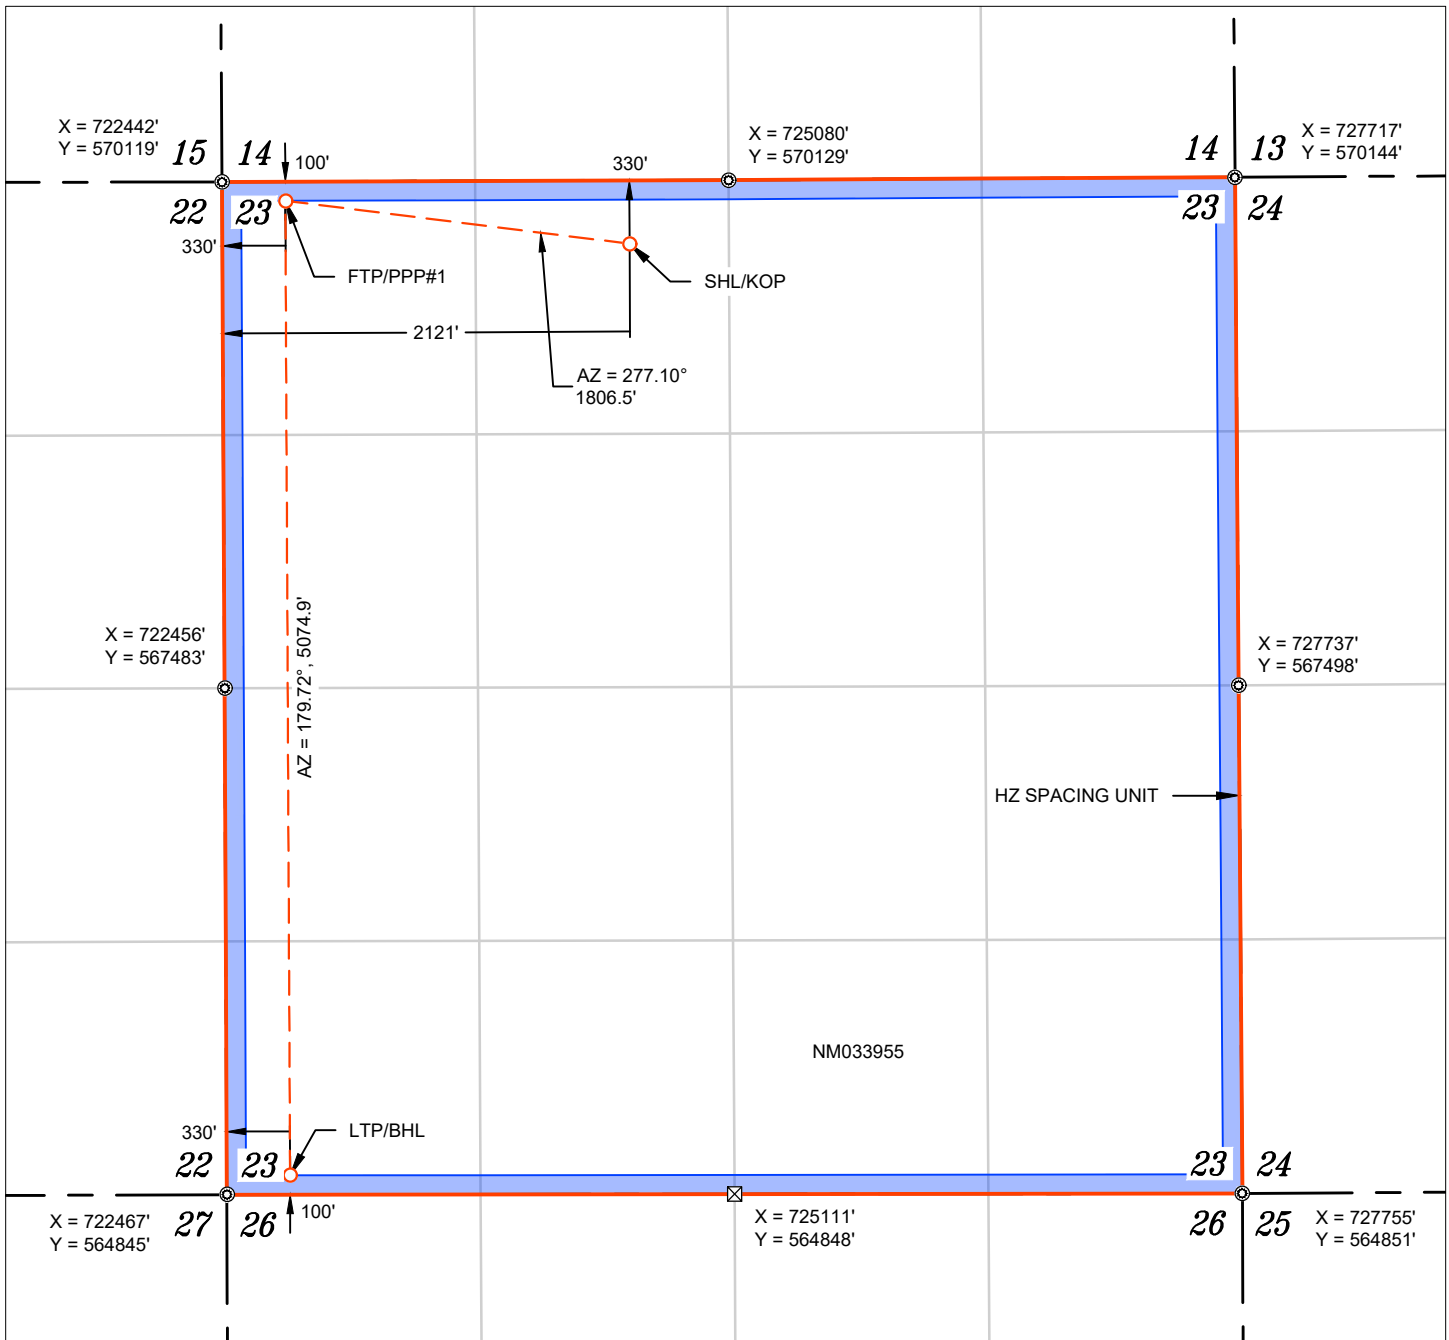 X = 722442'
Y = 570119'
15 14
100'
330'
X = 725080'
Y = 570129'
14 13
X = 727717'
Y = 570144'
22 23
23 24
330'
FTP/PPP#1
SHL/KOP
2121'
AZ = 277.10°
1806.5'
AZ = 179.72°, 5074.9'
X = 722456'
Y = 567483'
X = 727737'
Y = 567498'
HZ SPACING UNIT
NM033955
330'
LTP/BHL
22 23
23 24
27 26
100'
26 25
X = 722467'
Y = 564845'
X = 725111'
Y = 564848'
X = 727755'
Y = 564851'